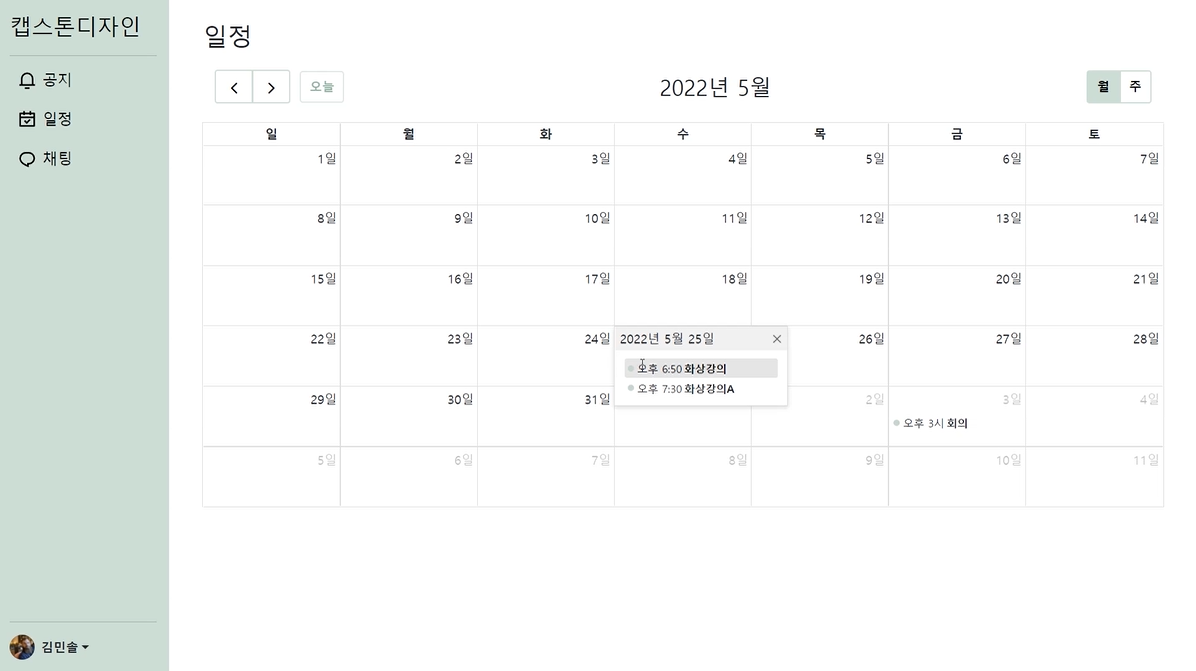 캡스톤디자인
공지
일정
채팅
김민솔
일정
오늘
2022년 5월
월 주
일 월 화 수 목 금 토
1일 2일 3일 4일 5일 6일 7일
8일 9일 10일 11일 12일 13일 14일
15일 16일 17일 18일 19일 20일 21일
22일 23일 24일 26일 27일 28일
2022년 5월 25일
오후 6:50 화상강의
오후 7:30 화상강의A
29일 30일 31일 2일 3일 4일
오후 3시 회의
5일 6일 7일 8일 9일 10일 11일